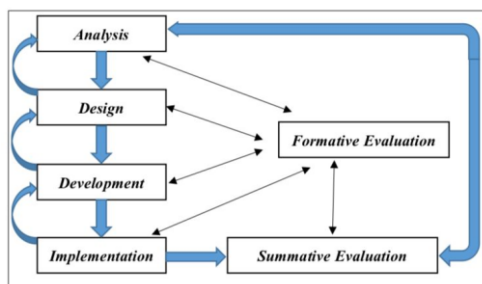 Analysis
Design
Formative Evaluation
Development
Implementation
Summative Evaluation